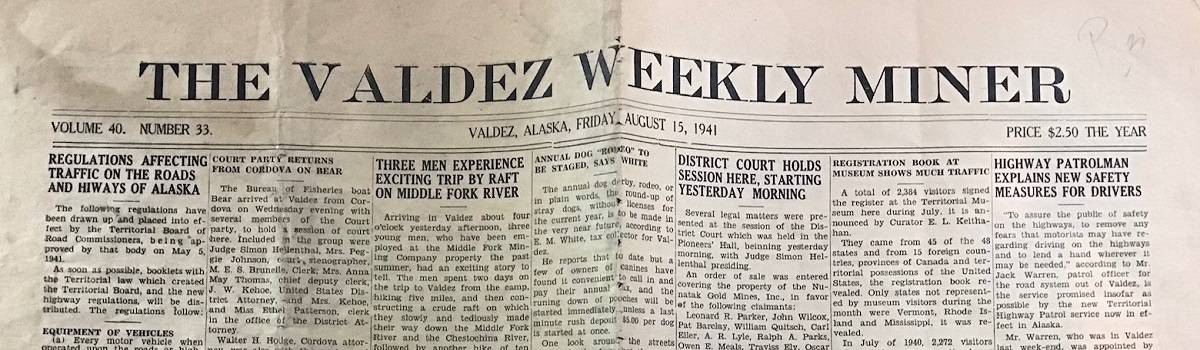 THE VALDEZ WEEKLY MINER
VOLUME 40. NUMBER 33.
VALDEZ, ALASKA, FRIDAY, AUGUST 15, 1941
PRICE $2.50 THE YEAR
REGULATIONS AFFECTING
TRAFFIC ON THE ROADS
AND HIWAYS OF ALASKA
The following regulations have
been drawn up and placed into ef-
fect by the Territorial Board of
Road Commissioners, being ap-
proved by that body on May 5,
1941.
As soon as possible, booklets with
the Territorial law which created
the Territorial Board, and the new
highway regulations, will be dis-
tributed. The regulations follow:
EQUIPMENT OF VEHICLES
(a) Every motor vehicle when
operated upon the roads or high-
COURT PARTY RETURNS
FROM CORDOVA ON BEAR
The Bureau of Fisheries boat
Bear arrived at Valdez from Cor-
dova on Wednesday evening with
several members of the Court
party, to hold a session of court
here. Included in the group were
Judge Simon Hellenthal, Mrs. Peg-
gie Johnson, court stenographer,
M. E. S. Brunelle, Clerk; Mrs. Anna
May Thomas, chief deputy clerk,
J. W. Kehoe, United States Dis-
trict Attorney, and Mrs. Kehoe,
and Miss Ethel Patterson, clerk
in the office of the District At-
torney.
Walter H. Hodge, Cordova attor-
THREE MEN EXPERIENCE
EXCITING TRIP BY RAFT
ON MIDDLE FORK RIVER
Arriving in Valdez about four
o'clock yesterday afternoon, three
young men, who have been em-
ployed at the Middle Fork Min-
ing Company property the past
summer, had an exciting story to
tell. The men spent two days on
the trip to Valdez from the camp,
hiking five miles, and then con-
structing a crude raft on which
they slowly and tediously made
their way down the Middle Fork
River and the Chestochina River,
followed by another hike of ten
ANNUAL DOG "RODEO" TO
BE STAGED, SAYS WHITE
The annual dog derby, rodeo, or
in plain words, the round-up of
stray dogs, without licenses for
the current year, is to be made in
the very near future, according to
E. M. White, tax collector for Val-
dez.
He reports that to date but a
few of owners of canines have
found it convenient to call in and
pay their annual tax, and the
tuning down of pooches will be
started immediately unless a last
minute rush deposit $5.00 per dog
is started at once.
One look around the streets
DISTRICT COURT HOLDS
SESSION HERE, STARTING
YESTERDAY MORNING
Several legal matters were pre-
sented at the session of the Dis-
trict Court which was held in the
Pioneers' Hall, beinning yesterday
morning, with Judge Simon Hel-
lenthal presiding.
An order of sale was entered
covering the property of the Nu-
natak Gold Mines, Inc., in favor
of the following claimants:
Leonard R. Parker, John Wilcox,
Pat Barclay, William Quitsch, Carl
Eller, A. R. Lyle, Ralph A. Parks,
Owen E. Meals, Traviss Ely, Oscar
REGISTRATION BOOK AT
MUSEUM SHOWS MUCH TRAFFIC
A total of 2,384 visitors signed
the register at the Territorial Mu-
seum here during July, it is an-
nounced by Curator E. L. Keitha-
han.
They came from 45 of the 48
states and from 15 foreign coun-
tries, provinces of Canada and ter-
ritorial possessions of the United
States, the registration book re-
vealed. Only states not represent-
ed by museum visitors during the
month were Vermont, Rhode Is-
land and Mississippi, it was re-
vealed.
In July of 1940, 2,272 visitors
HIGHWAY PATROLMAN
EXPLAINS NEW SAFETY
MEASURES FOR DRIVERS
"To assure the public of safety
on the highways, to remove any
fears that motorists may have re-
garding driving on the highways
and to lend a hand wherever it
may be needed," according to Mr.
Jack Warren, patrol officer for
the road system out of Valdez, is
the service promised insofar as
possible by the new Territorial
Highway Patrol service now in ef-
fect in Alaska.
Mr. Warren, who was in Valdez
last week-end, was appointed by